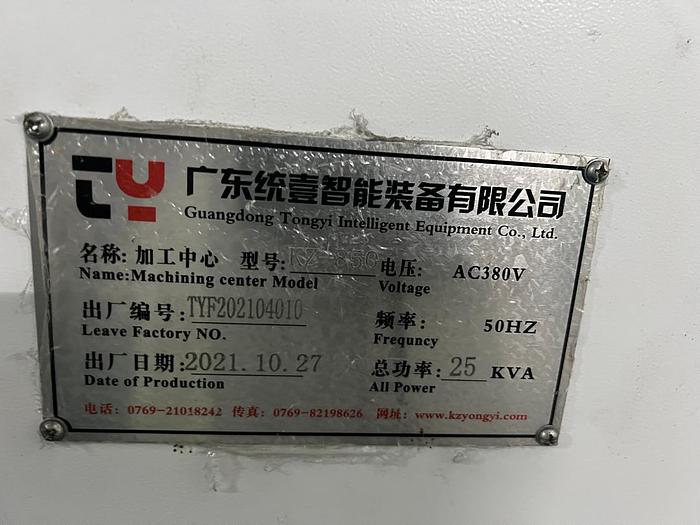 TY 广东统壹智能装备有限公司
Guangdong Tongyi Intelligent Equipment Co., Ltd.
名称: 加工中心 型号: KZ-850 电压: AC380V
Name:Machining center Model Voltage
出厂编号: TYF202104010 频率: 50HZ
Leave Factory NO. Frequncy
出厂日期: 2021.10.27 总功率: 25 KVA
Date of Production All Power
电话: 0769-21018242 传真: 0769-82198626 网址: www.kzyongyi.com